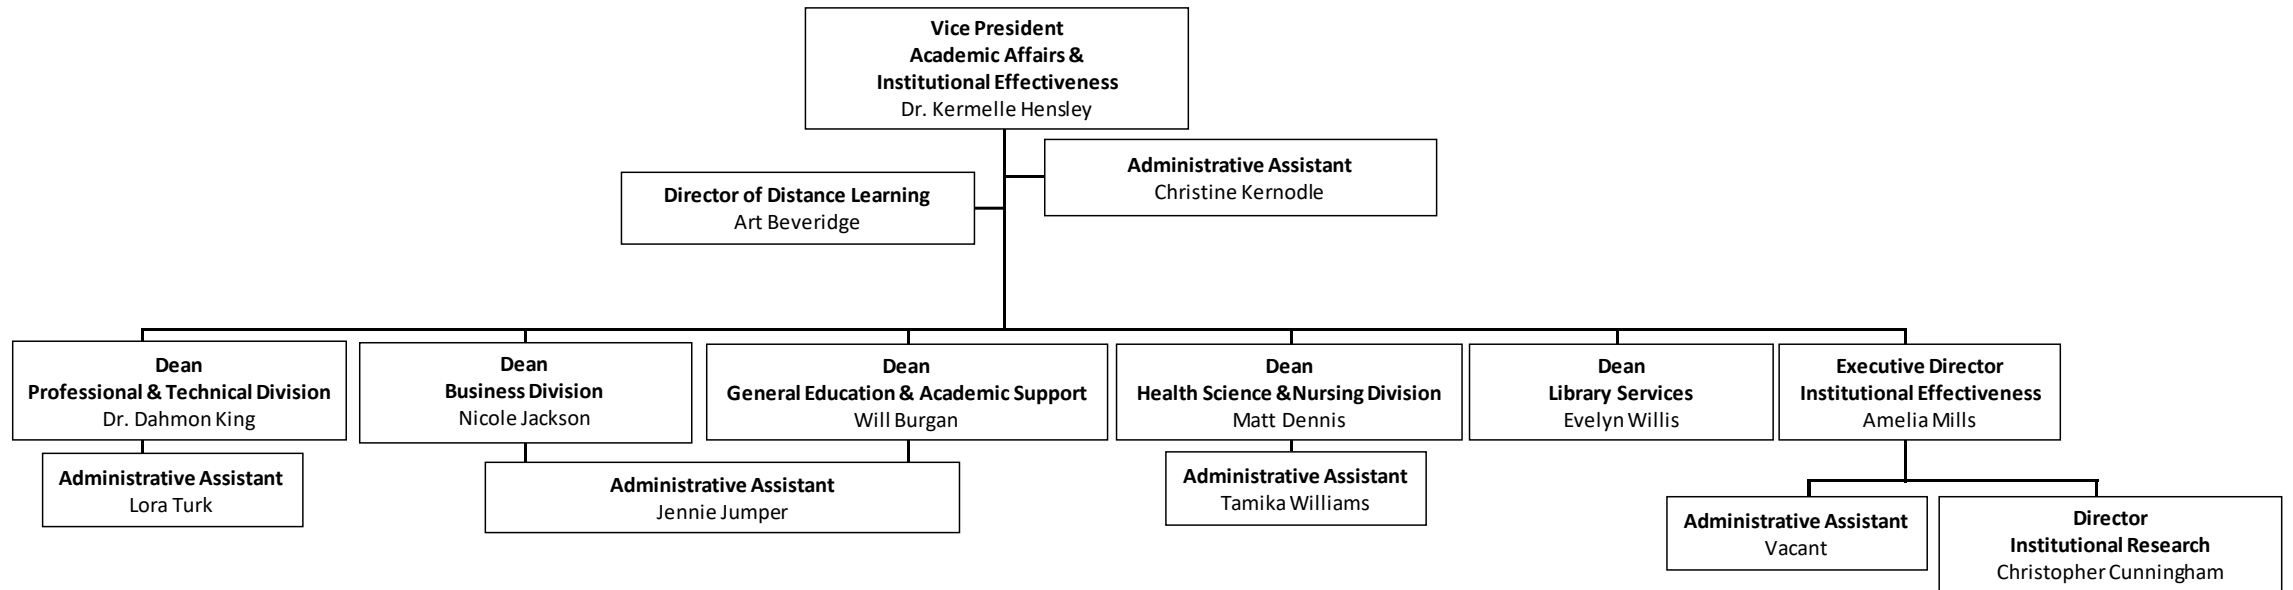 Vice President
Academic Affairs &
Institutional Effectiveness
Dr. Kermelle Hensley
Administrative Assistant
Christine Kernodle
Director of Distance Learning
Art Beveridge
Dean
Professional & Technical Division
Dr. Dahmon King
Dean
Business Division
Nicole Jackson
Dean
General Education & Academic Support
Will Burgan
Dean
Health Science &Nursing Division
Matt Dennis
Dean
Library Services
Evelyn Willis
Executive Director
Institutional Effectiveness
Amelia Mills
Administrative Assistant
Lora Turk
Administrative Assistant
Jennie Jumper
Administrative Assistant
Tamika Williams
Administrative Assistant
Vacant
Director
Institutional Research
Christopher Cunningham